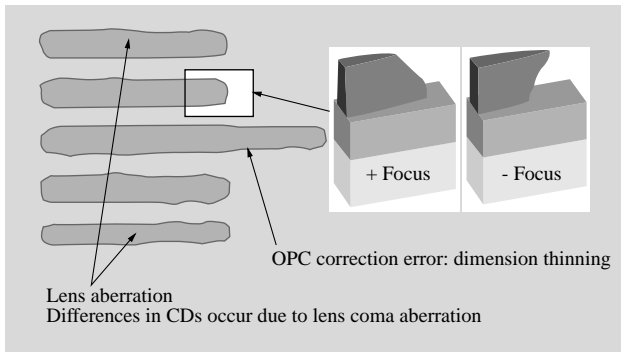 + Focus
- Focus
OPC correction error: dimension thinning
Lens aberration
Differences in CDs occur due to lens coma aberration